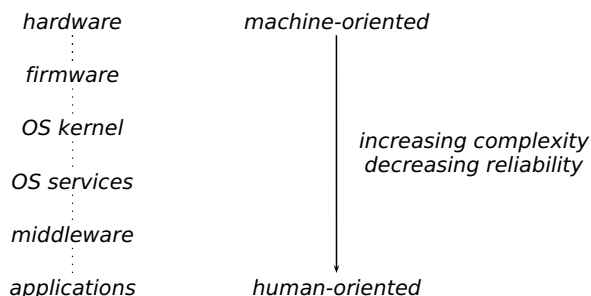 hardware
machine-oriented
firmware
OS kernel
increasing complexity
decreasing reliability
OS services
middleware
applications
human-oriented